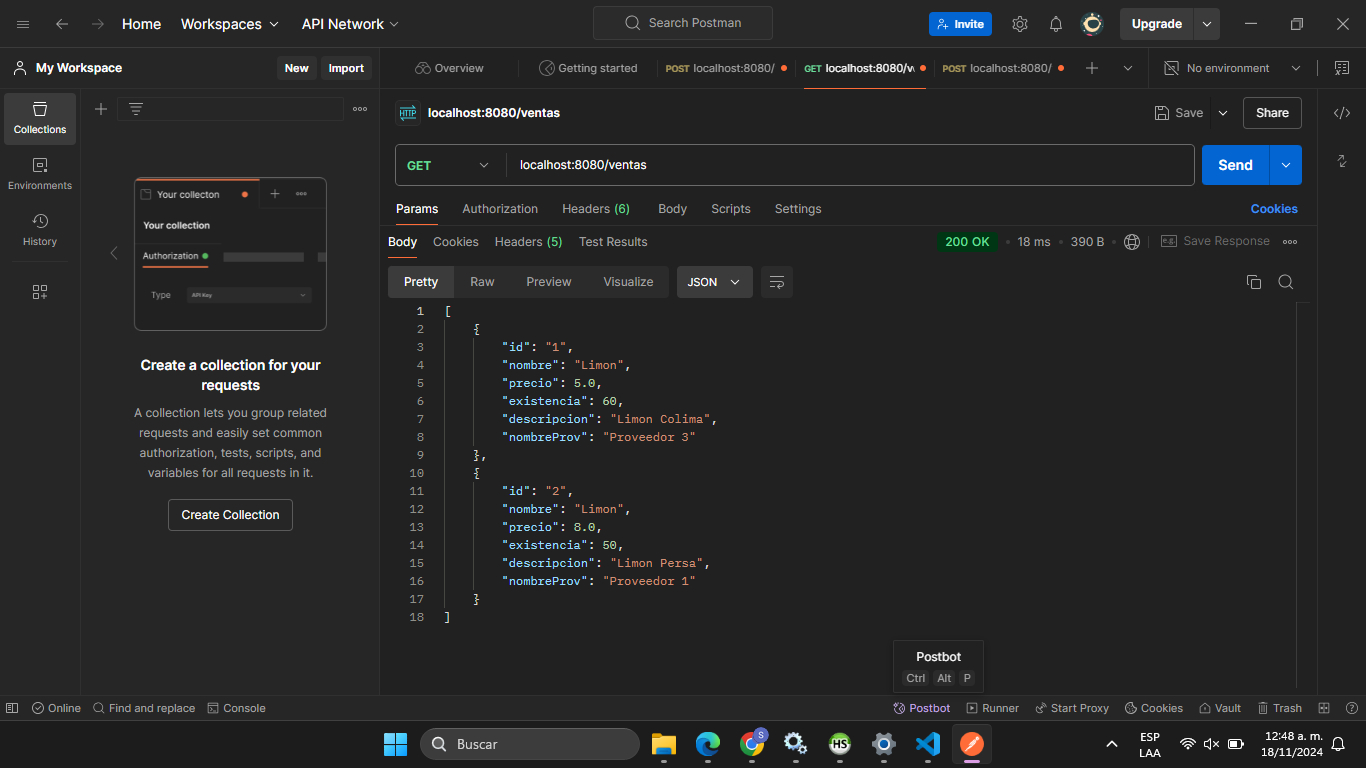 Home Workspaces API Network Search Postman Invite Upgrade
My Workspace New Import Overview Getting started POST localhost:8080/ GET localhost:8080/v POST localhost:8080/ No environment
Collections
Environments
History
Your collecton
Your collection
Authorization
Type API Key
Create a collection for your
requests
A collection lets you group related
requests and easily set common
authorization, tests, scripts, and
variables for all requests in it.
Create Collection
HTTP localhost:8080/ventas Save Share
GET localhost:8080/ventas Send
Params Authorization Headers (6) Body Scripts Settings Cookies
Body Cookies Headers (5) Test Results 200 OK 18 ms 390 B e.g. Save Response
Pretty Raw Preview Visualize JSON
1 [
2 {
3 "id": "1",
4 "nombre": "Limon",
5 "precio": 5.0,
6 "existencia": 60,
7 "descripcion": "Limon Colima",
8 "nombreProv": "Proveedor 3"
9 },
10 {
11 "id": "2",
12 "nombre": "Limon",
13 "precio": 8.0,
14 "existencia": 50,
15 "descripcion": "Limon Persa",
16 "nombreProv": "Proveedor 1"
17 }
18 ]
Postbot
Ctrl Alt P
Online Find and replace Console Postbot Runner Start Proxy Cookies Vault Trash
Buscar S HS ESP 12:48 a. m.
LAA 18/11/2024